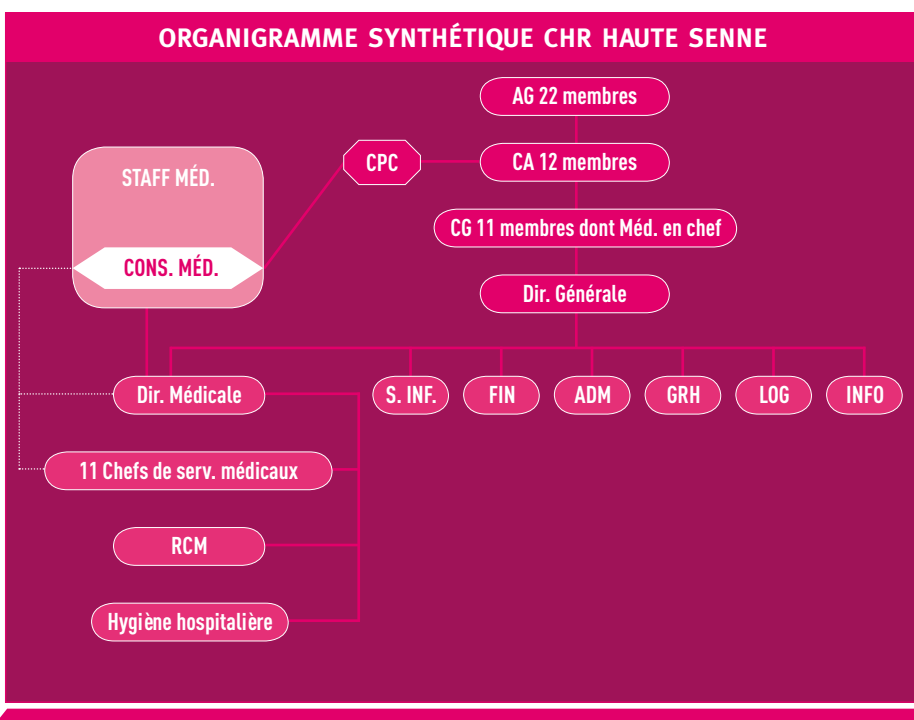 ORGANIGRAMME SYNTHÉTIQUE CHR HAUTE SENNE
AG 22 membres
CPC
CA 12 membres
STAFF MÉD.
CG 11 membres dont Méd. en chef
CONS. MÉD.
Dir. Générale
Dir. Médicale
S. INF.
FIN
ADM
GRH
LOG
INFO
11 Chefs de serv. médicaux
RCM
Hygiène hospitalière